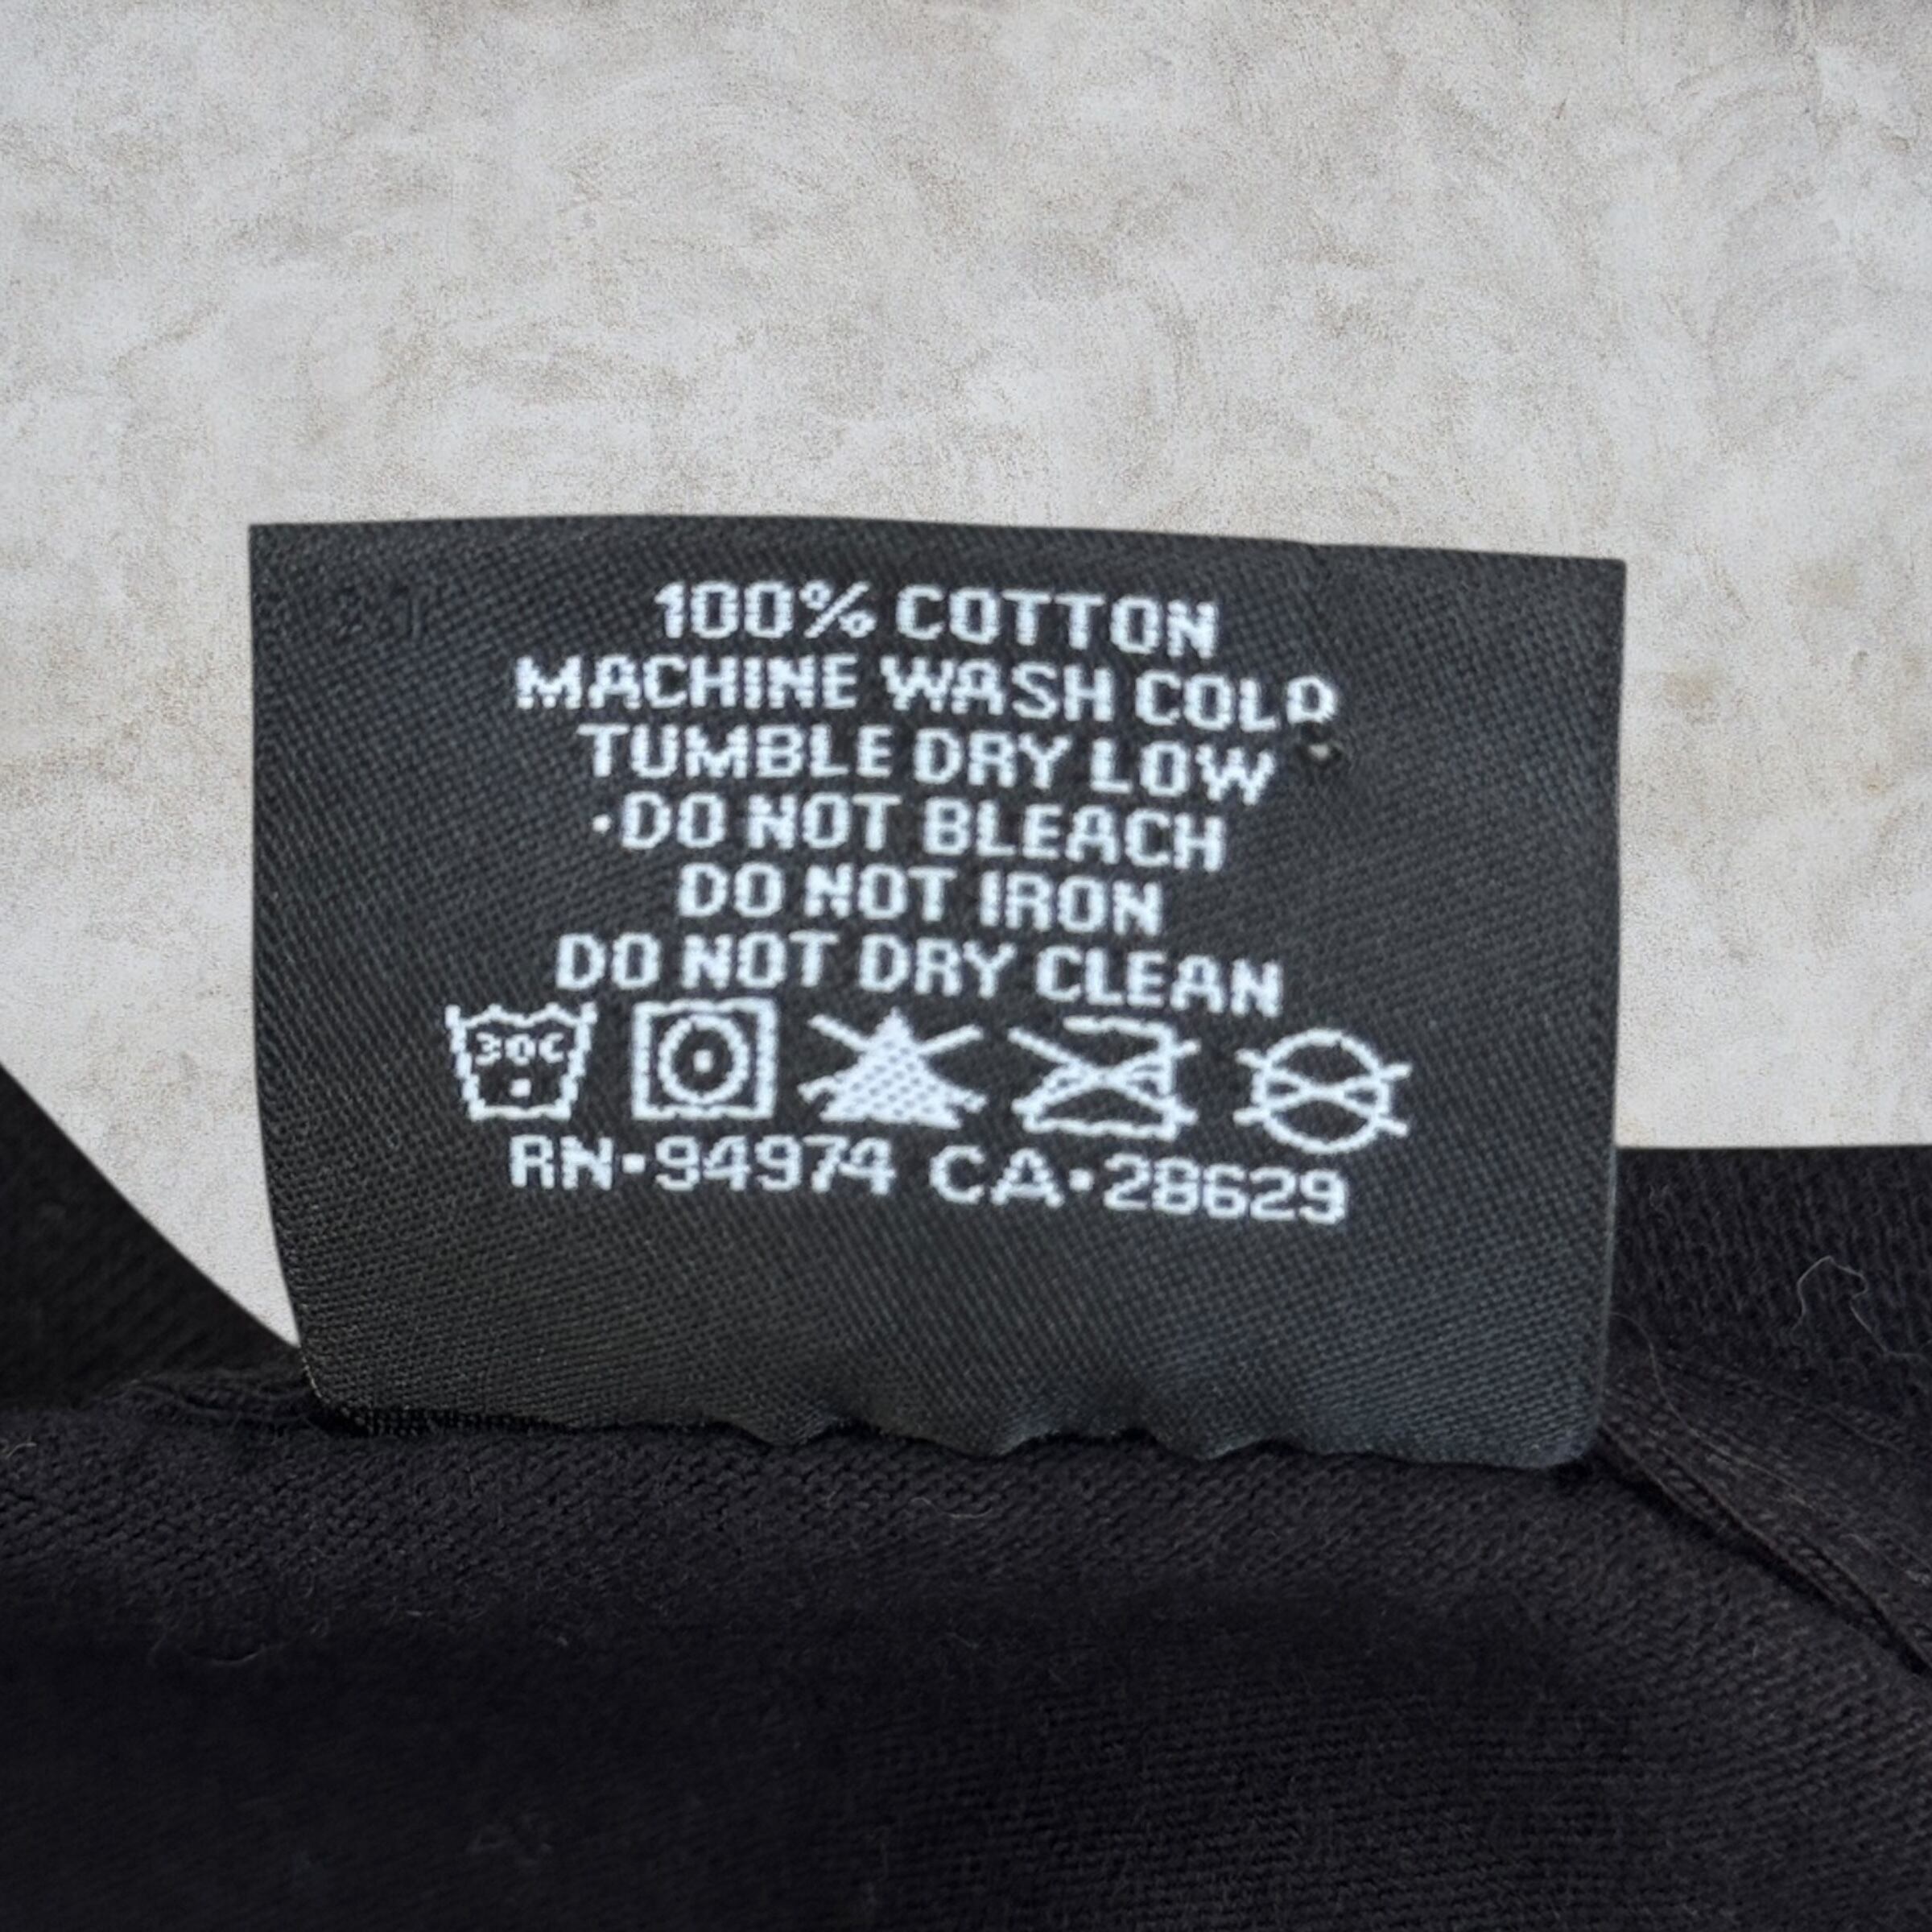 100% COTTON
MACHINE WASH COLD
TUMBLE DRY LOW
·DO NOT BLEACH
DO NOT IRON
DO NOT DRY CLEAN
30C
RN·94974 CA·28629